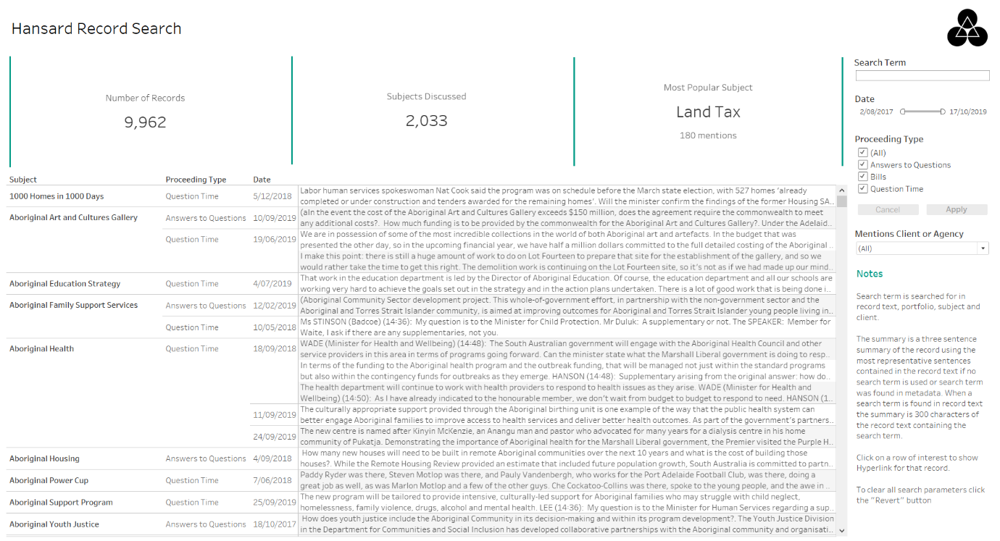 Hansard Record Search
Number of Records
9,962
Subjects Discussed
2,033
Most Popular Subject
Land Tax
180 mentions
Search Term
Date
2/08/2017 17/10/2019
Proceeding Type
(All)
Answers to Questions
Bills
Question Time
Cancel Apply
Mentions Client or Agency
(All)
Notes
Search term is searched for in
record text, portfolio, subject and
client.
The summary is a three sentence
summary of the record using the
most representative sentences
contained in the record text if no
search term is used or search term
was found in metadata. When a
search term is found in record text
the summary is 300 characters of
the record text containing the
search term.
Click on a row of interest to show
Hyperlink for that record.
To clear all search parameters click
the "Revert" button
Subject Proceeding Type Date
1000 Homes in 1000 Days Question Time 5/12/2018
Labor human services spokeswoman Nat Cook said the program was on schedule before the March state election, with 527 homes ‘already
completed or under construction and tenders awarded for the remaining homes’. Will the minister confirm the findings of the former Housing SA..
Aboriginal Art and Cultures Gallery Answers to Questions 10/09/2019
(aIn the event the cost of the Aboriginal Art and Cultures Gallery exceeds $150 million, does the agreement require the commonwealth to meet
any additional costs?. How much funding is to be provided by the commonwealth for the Aboriginal Art and Cultures Gallery?. Under the Adelaid..
Question Time 19/06/2019
We are in possession of some of the most incredible collections in the world of both Aboriginal art and artefacts. In the budget that was
presented the other day, so in the upcoming financial year, we have half a million dollars committed to the full detailed costing of the Aboriginal ..
I make this point: there is still a huge amount of work to do on Lot Fourteen to prepare that site for the establishment of the gallery, and so we
would rather take the time to get this right. The demolition work is continuing on the Lot Fourteen site, so it's not as if we had made up our mind..
Aboriginal Education Strategy Question Time 4/07/2019
That work in the education department is led by the Director of Aboriginal Education. Of course, the education department and all our schools are
working very hard to achieve the goals set out in the strategy and in the action plans undertaken. There is a lot of good work that is being done i..
Aboriginal Family Support Services Answers to Questions 12/02/2019
(Aboriginal Community Sector development project. This whole-of-government effort, in partnership with the non-government sector and the
Aboriginal and Torres Strait Islander community, is aimed at improving outcomes for Aboriginal and Torres Strait Islander young people living in..
Question Time 10/05/2018
Ms STINSON (Badcoe) (14:36): My question is to the Minister for Child Protection. Mr Duluk: A supplementary or not. The SPEAKER: Member for
Waite, I ask if there are any supplementaries, not you.
Aboriginal Health Question Time 18/09/2018
WADE (Minister for Health and Wellbeing) (14:48): The South Australian government will engage with the Aboriginal Health Council and other
service providers in this area in terms of programs going forward. Can the minister state what the Marshall Liberal government is doing to resp..
In terms of the funding to the Aboriginal health program and the outbreak funding, that will be managed not just within the standard programs
but also within the contingency funds for outbreaks as they emerge. HANSON (14:48): Supplementary arising from the original answer: how do..
The health department will continue to work with health providers to respond to health issues as they arise. WADE (Minister for Health and
Wellbeing) (14:50): As I have already indicated to the honourable member, we don't wait from budget to budget to respond to need. HANSON (1..
11/09/2019
The culturally appropriate support provided through the Aboriginal birthing unit is one example of the way that the public health system can
better engage Aboriginal families to improve access to health services and deliver better health outcomes. As part of the government's partners..
24/09/2019
The new centre is named after Kinyin McKenzie, an Anangu man and pastor who advocated for many years for a dialysis centre in his home
community of Pukatja. Demonstrating the importance of Aboriginal health for the Marshall Liberal government, the Premier visited the Purple H..
Aboriginal Housing Answers to Questions 4/09/2018
How many new houses will need to be built in remote Aboriginal communities over the next 10 years and what is the cost of building those
houses?. While the Remote Housing Review provided an estimate that included future population growth, South Australia is committed to partn..
Aboriginal Power Cup Question Time 7/06/2018
Paddy Ryder was there, Steven Motlop was there, and Pauly Vandenbergh, who works for the Port Adelaide Football Club, was there, doing a
great job as well, as was Marlon Motlop and a few of the other guys. Che Cockatoo-Collins was there, spoke to the young people, and the awe in ..
Aboriginal Support Program Question Time 25/09/2019
The new program will be tailored to provide intensive, culturally-led support for Aboriginal families who may struggle with child neglect,
homelessness, family violence, drugs, alcohol and mental health. LEE (14:36): My question is to the Minister for Human Services regarding a sup..
Aboriginal Youth Justice Answers to Questions 18/10/2017
How does youth justice include the Aboriginal Community in its decision-making and within its program development?. The Youth Justice Division
in the Department for Communities and Social Inclusion has developed collaborative partnerships with the Aboriginal community and organisati..